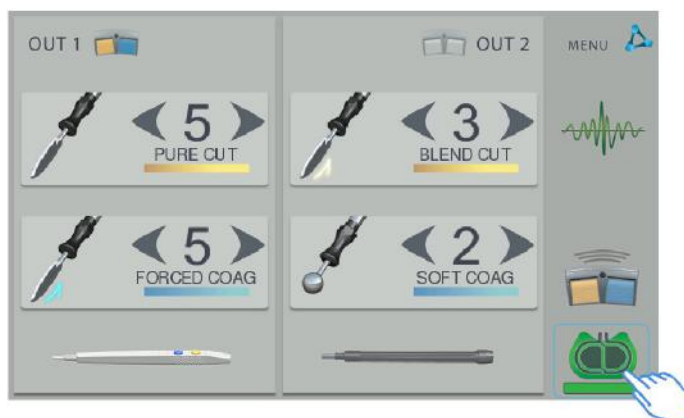 OUT 1
OUT 2
MENU
5
PURE CUT
3
BLEND CUT
5
FORCED COAG
2
SOFT COAG